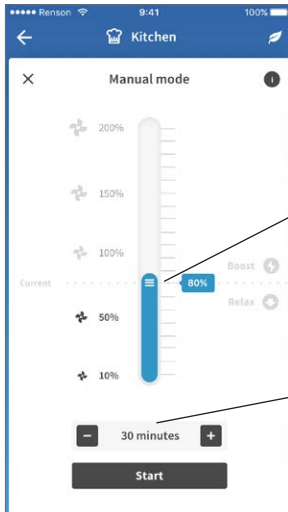 Renson 9:41 100%
Kitchen
Manual mode
200%
150%
100%
Boost
Current 80%
Relax
50%
10%
30 minutes
Start